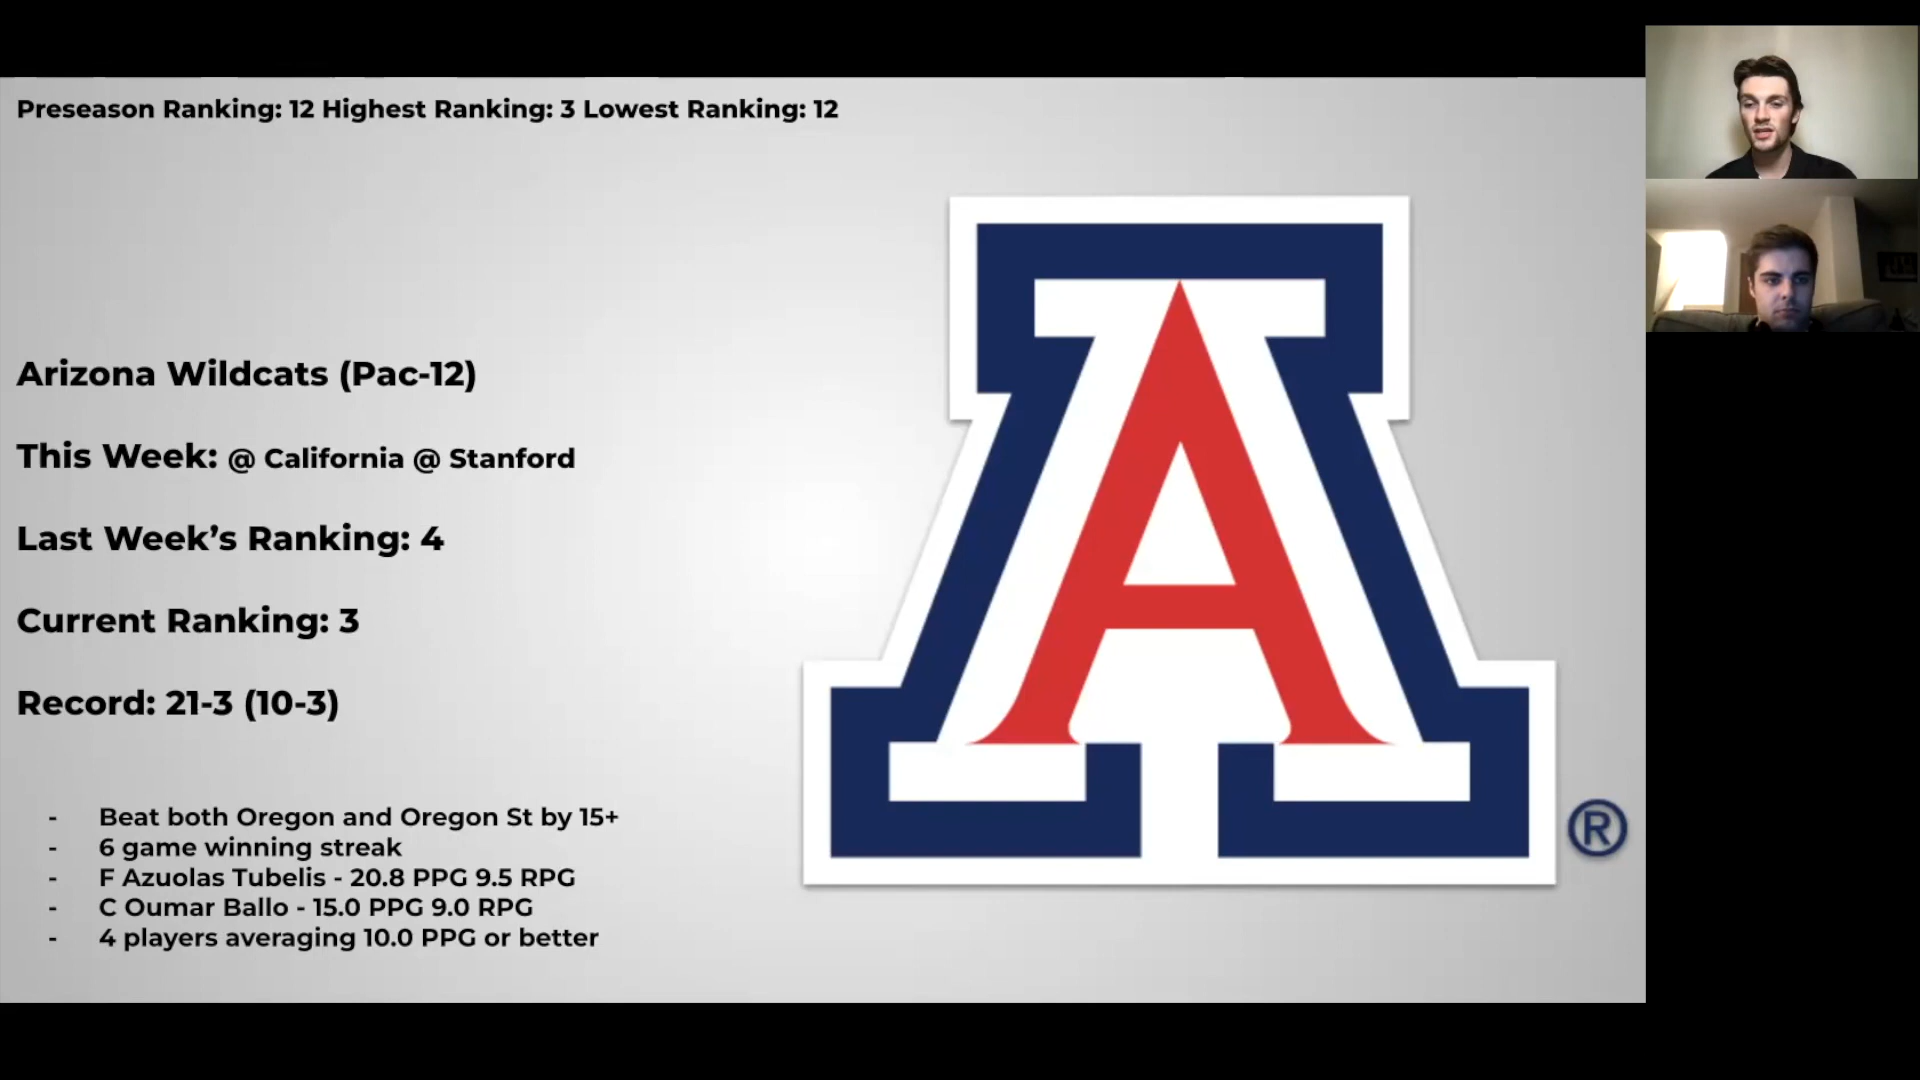 Preseason Ranking: 12 Highest Ranking: 3 Lowest Ranking: 12
Arizona Wildcats (Pac-12)
This Week: @ California @ Stanford
Last Week’s Ranking: 4
Current Ranking: 3
Record: 21-3 (10-3)
- Beat both Oregon and Oregon St by 15+
- 6 game winning streak
- F Azuolas Tubelis - 20.8 PPG 9.5 RPG
- C Oumar Ballo - 15.0 PPG 9.0 RPG
- 4 players averaging 10.0 PPG or better
A
®